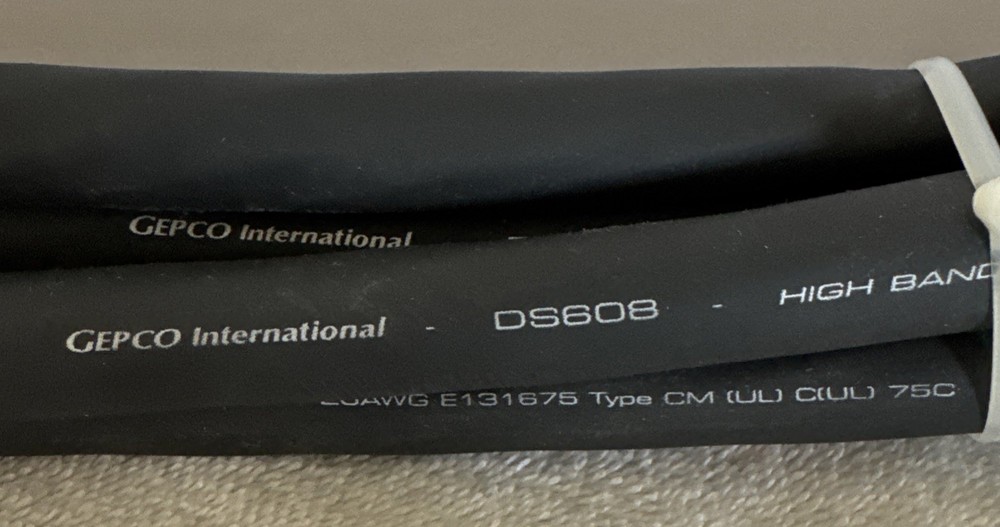 GEPCO International -
GEPCO International - DS608 - HIGH BAND
E131675 Type CM (UL) C(UL) 75C